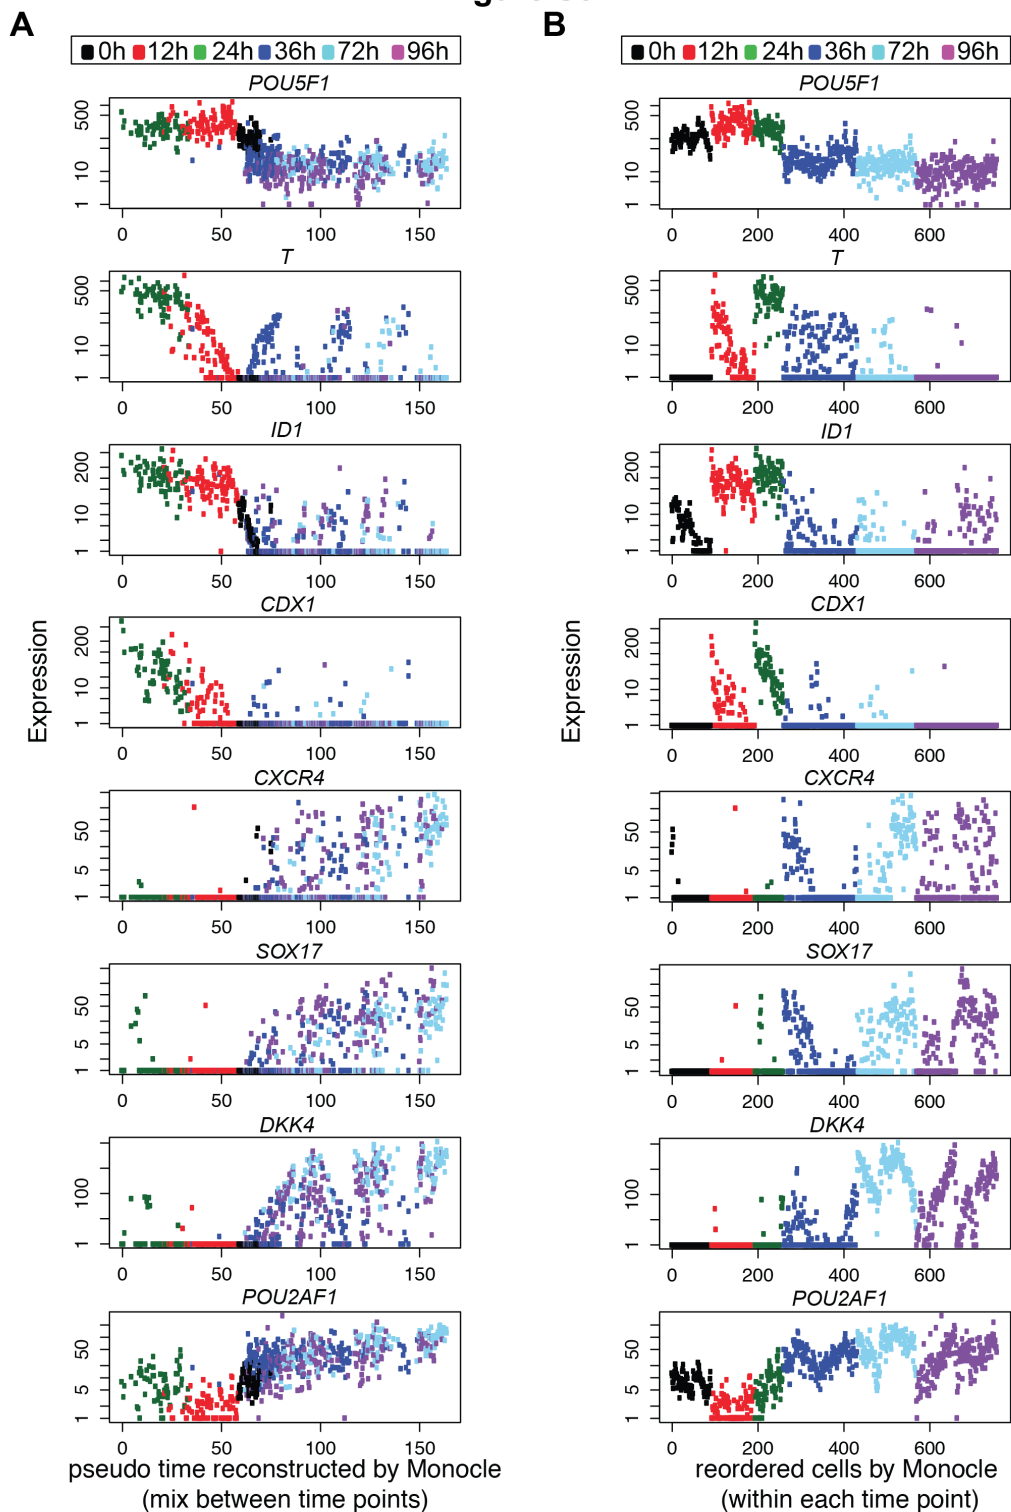 A
0h 12h 24h 36h 72h 96h
POU5F1
500
10
1
0 50 100 150
T
500
10
1
0 50 100 150
ID1
200
10
1
0 50 100 150
CDX1
200
10
1
0 50 100 150
CXCR4
50
5
1
0 50 100 150
SOX17
50
5
1
0 50 100 150
DKK4
100
1
0 50 100 150
POU2AF1
50
5
1
0 50 100 150
Expression
pseudo time reconstructed by Monocle
(mix between time points)
B
0h 12h 24h 36h 72h 96h
POU5F1
500
10
1
0 200 400 600
T
500
10
1
0 200 400 600
ID1
200
10
1
0 200 400 600
CDX1
200
10
1
0 200 400 600
CXCR4
50
5
1
0 200 400 600
SOX17
50
5
1
0 200 400 600
DKK4
100
1
0 200 400 600
POU2AF1
50
5
1
0 200 400 600
Expression
reordered cells by Monocle
(within each time point)